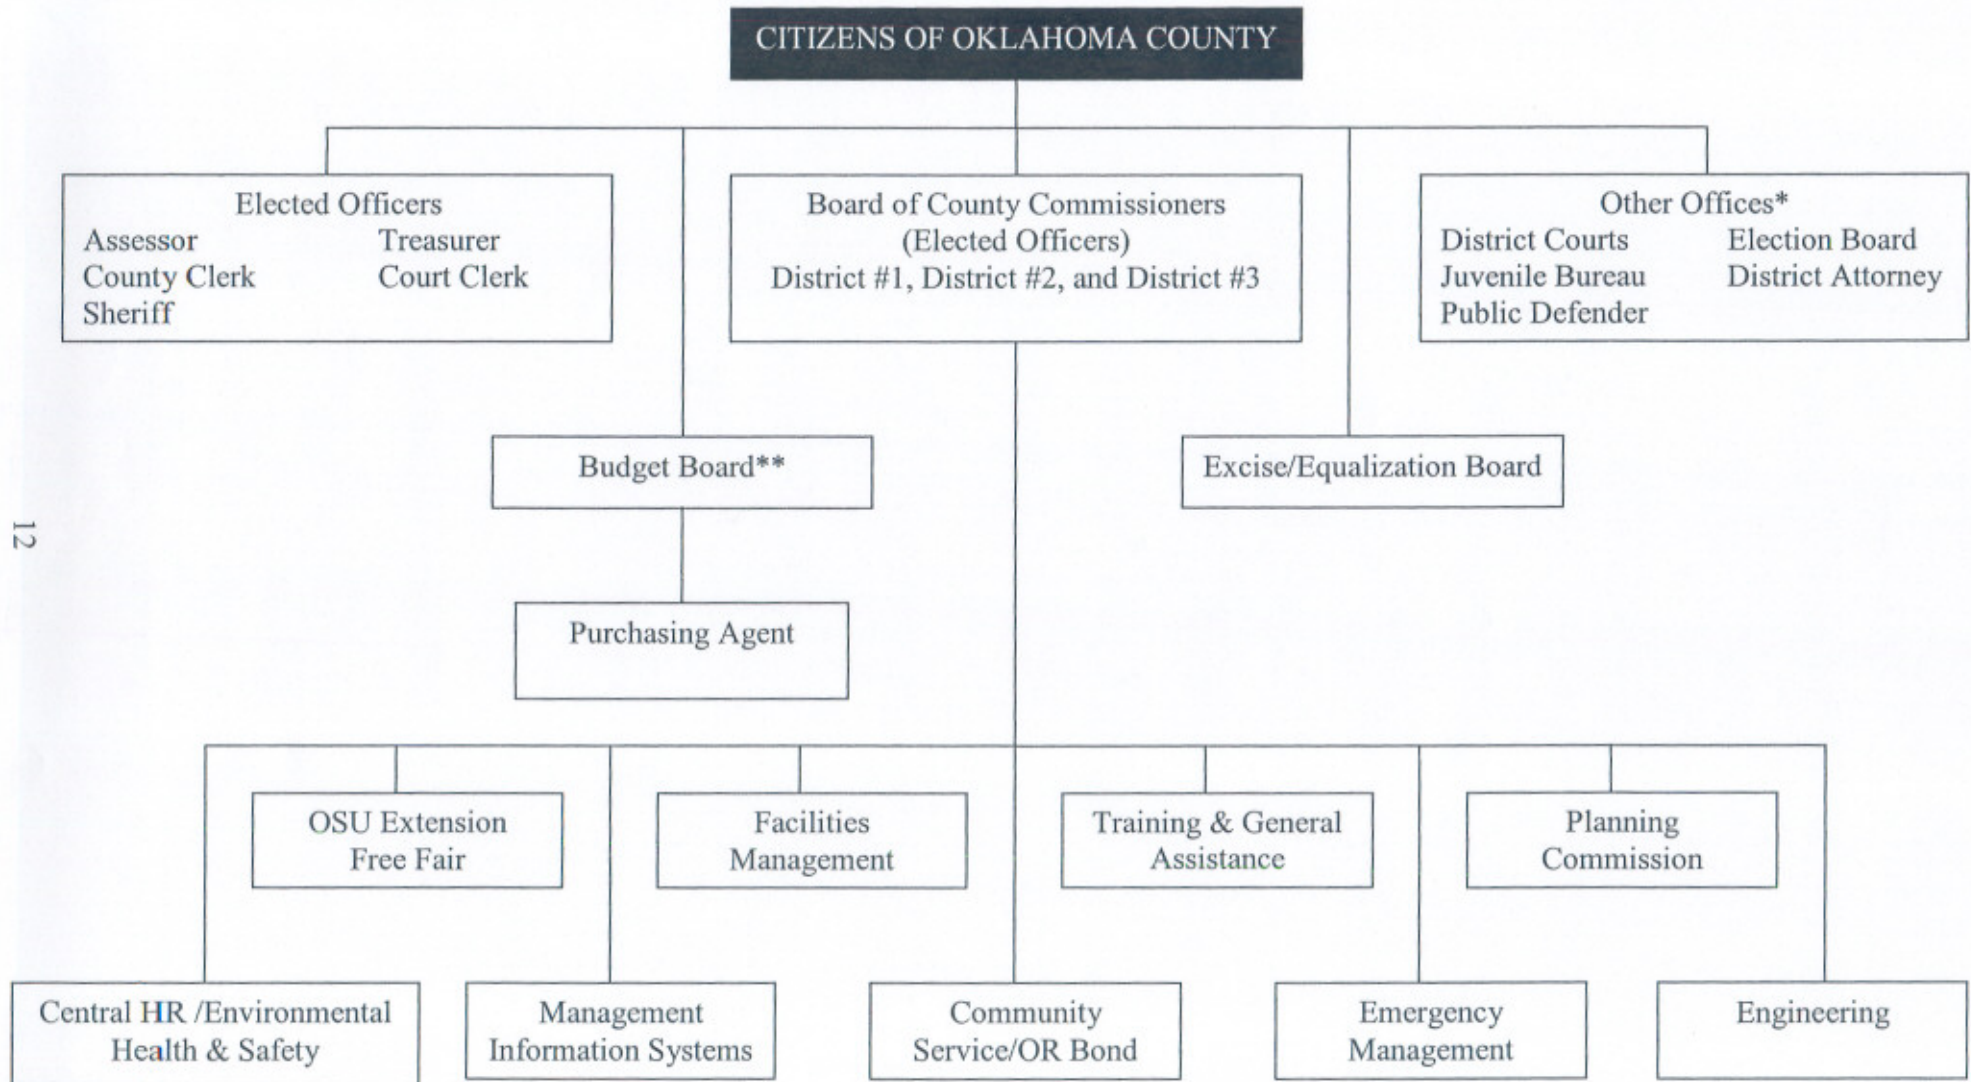 CITIZENS OF OKLAHOMA COUNTY
Elected Officers
Assessor Treasurer
County Clerk Court Clerk
Sheriff
Board of County Commissioners
(Elected Officers)
District #1, District #2, and District #3
Other Offices*
District Courts Election Board
Juvenile Bureau District Attorney
Public Defender
Budget Board**
Excise/Equalization Board
Purchasing Agent
12
OSU Extension
Free Fair
Facilities
Management
Training & General
Assistance
Planning
Commission
Central HR /Environmental
Health & Safety
Management
Information Systems
Community
Service/OR Bond
Emergency
Management
Engineering